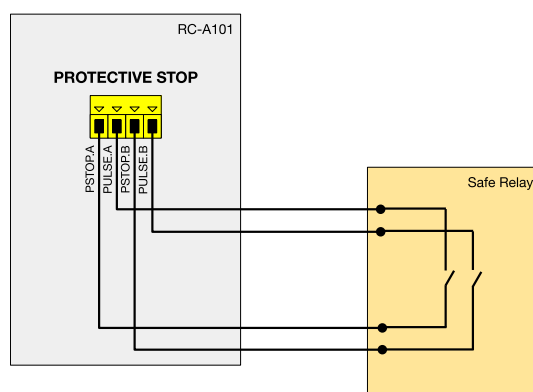 RC-A101
PROTECTIVE STOP
PSTOP.A
PULSE.A
PSTOP.B
PULSE.B
Safe Relay